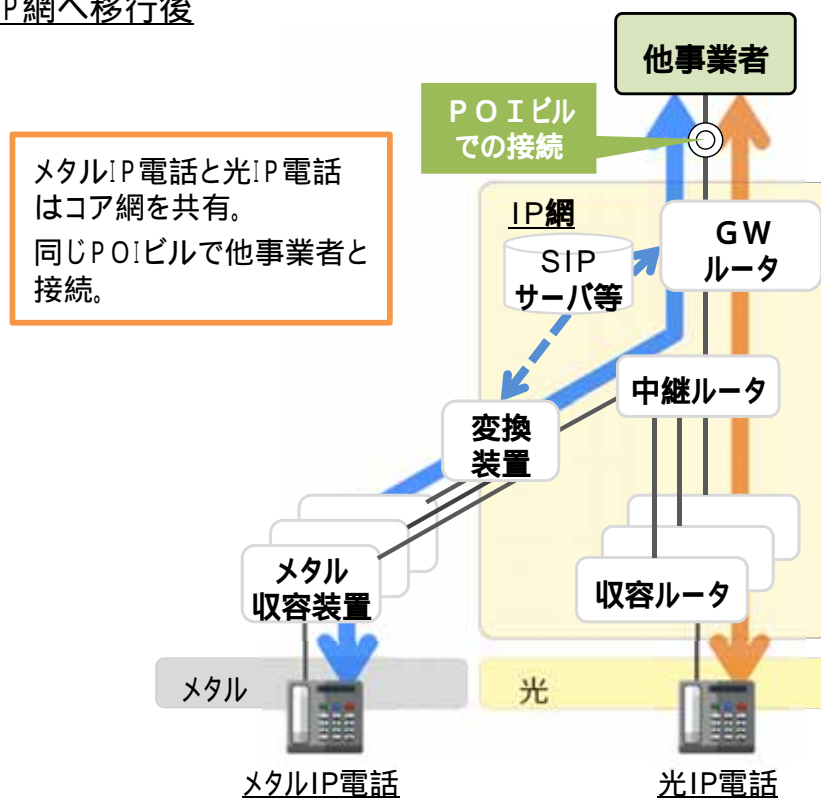 IP網へ移行後
他事業者
POIビル
での接続
メタルIP電話と光IP電話
はコア網を共有。
同じPOIビルで他事業者と
接続。
IP網
GW
ルータ
SIP
サーバ等
中継ルータ
変換
装置
メタル
収容装置
収容ルータ
メタル
光
メタルIP電話
光IP電話